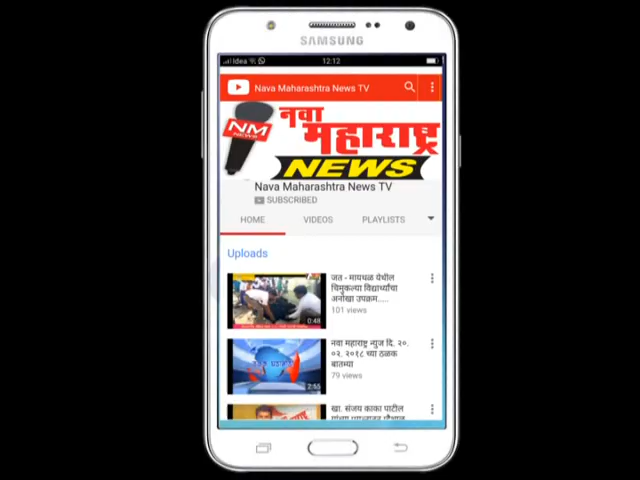 SAMSUNG
Idea 12:12
Nava Maharashtra News TV
नवा
NM
NEWS
महाराष्ट्र
NEWS
Nava Maharashtra News TV
SUBSCRIBED
HOME VIDEOS PLAYLISTS
Uploads
जत - मायथळ येथील
चिमुकल्या विद्यार्थ्यांचा
अनोखा उपक्रम.....
101 views
0:48
नवा महाराष्ट्र न्युज दि. २०.
०२. २०१८ च्या ठळक
बातम्या
79 views
2:55
खा. संजय काका पाटील